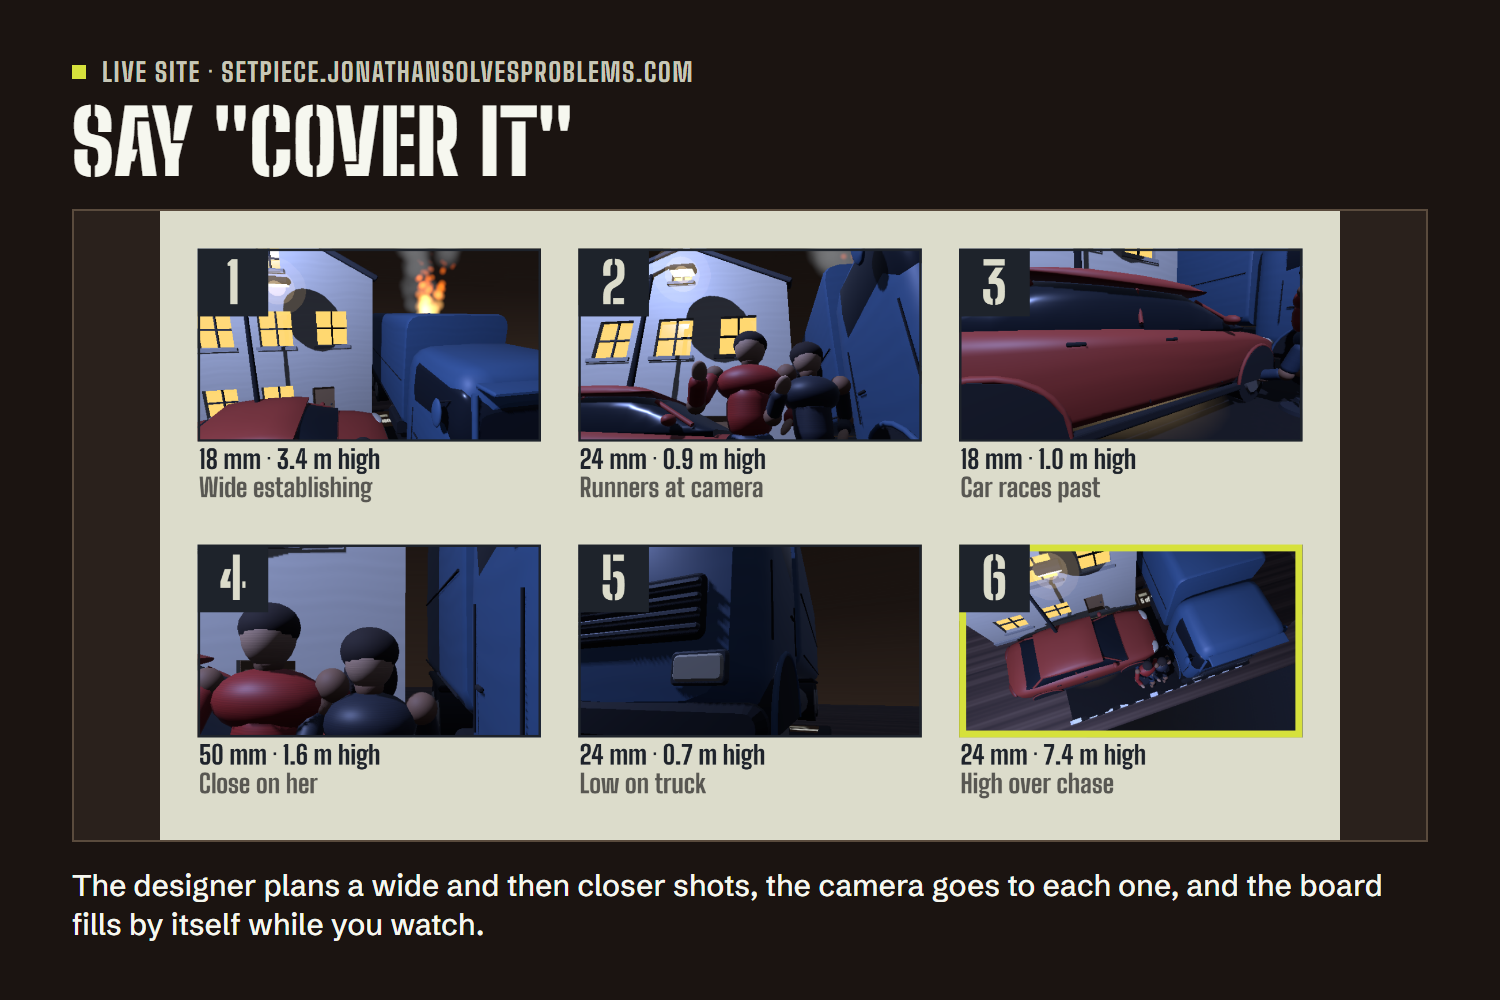 LIVE SITE · SETPIECE.JONATHANSOLVESPROBLEMS.COM
SAY "COVER IT"
1
2
3
18 mm · 3.4 m high
Wide establishing
24 mm · 0.9 m high
Runners at camera
18 mm · 1.0 m high
Car races past
4
5
6
50 mm · 1.6 m high
Close on her
24 mm · 0.7 m high
Low on truck
24 mm · 7.4 m high
High over chase
The designer plans a wide and then closer shots, the camera goes to each one, and the board
fills by itself while you watch.